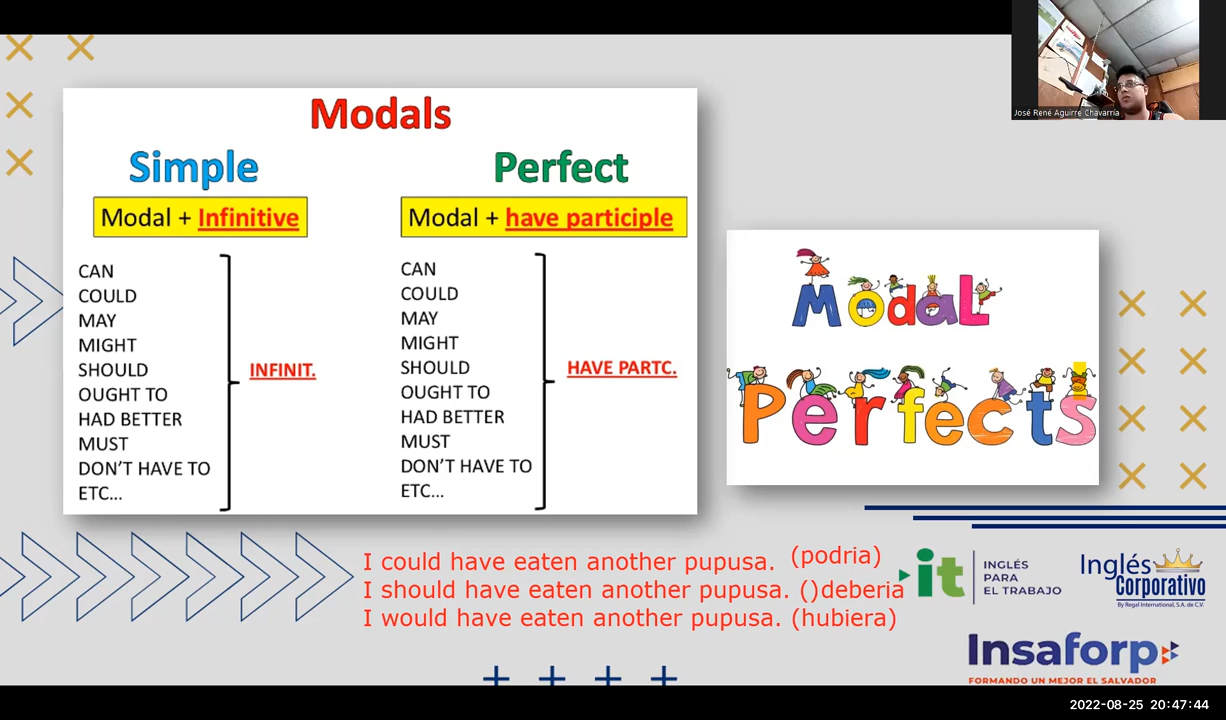 José René Aguirre Chavarría
Modals
Simple
Perfect
Modal + Infinitive
Modal + have participle
CAN
COULD
MAY
MIGHT
SHOULD
OUGHT TO
HAD BETTER
MUST
DON'T HAVE TO
ETC...
INFINIT.
CAN
COULD
MAY
MIGHT
SHOULD
OUGHT TO
HAD BETTER
MUST
DON'T HAVE TO
ETC...
HAVE PARTC.
Modal
Perfects
I could have eaten another pupusa. (podria)
I should have eaten another pupusa. ()deberia
I would have eaten another pupusa. (hubiera)
it
INGLÉS
PARA
EL TRABAJO
Inglés
Corporativo
By Regal International, S.A. de C.V.
Insaforp
FORMANDO UN MEJOR EL SALVADOR
2022-08-25 20:47:44